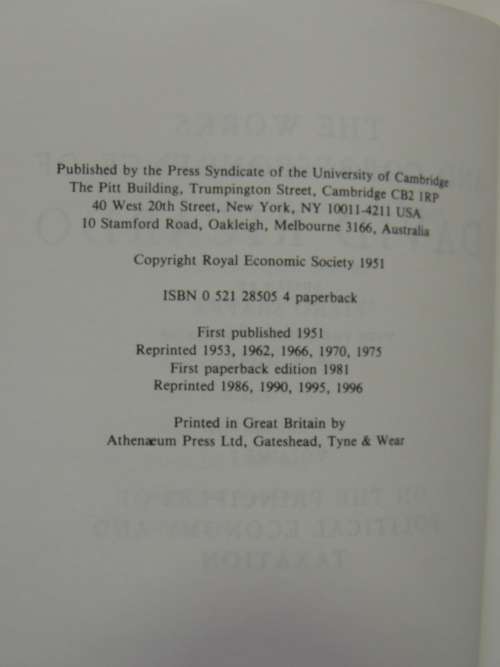 Published by the Press Syndicate of the University of Cambridge
The Pitt Building, Trumpington Street, Cambridge CB2 1RP
40 West 20th Street, New York, NY 10011-4211 USA
10 Stamford Road, Oakleigh, Melbourne 3166, Australia
Copyright Royal Economic Society 1951
ISBN 0 521 28505 4 paperback
First published 1951
Reprinted 1953, 1962, 1966, 1970, 1975
First paperback edition 1981
Reprinted 1986, 1990, 1995, 1996
Printed in Great Britain by
Athenæum Press Ltd, Gateshead, Tyne & Wear